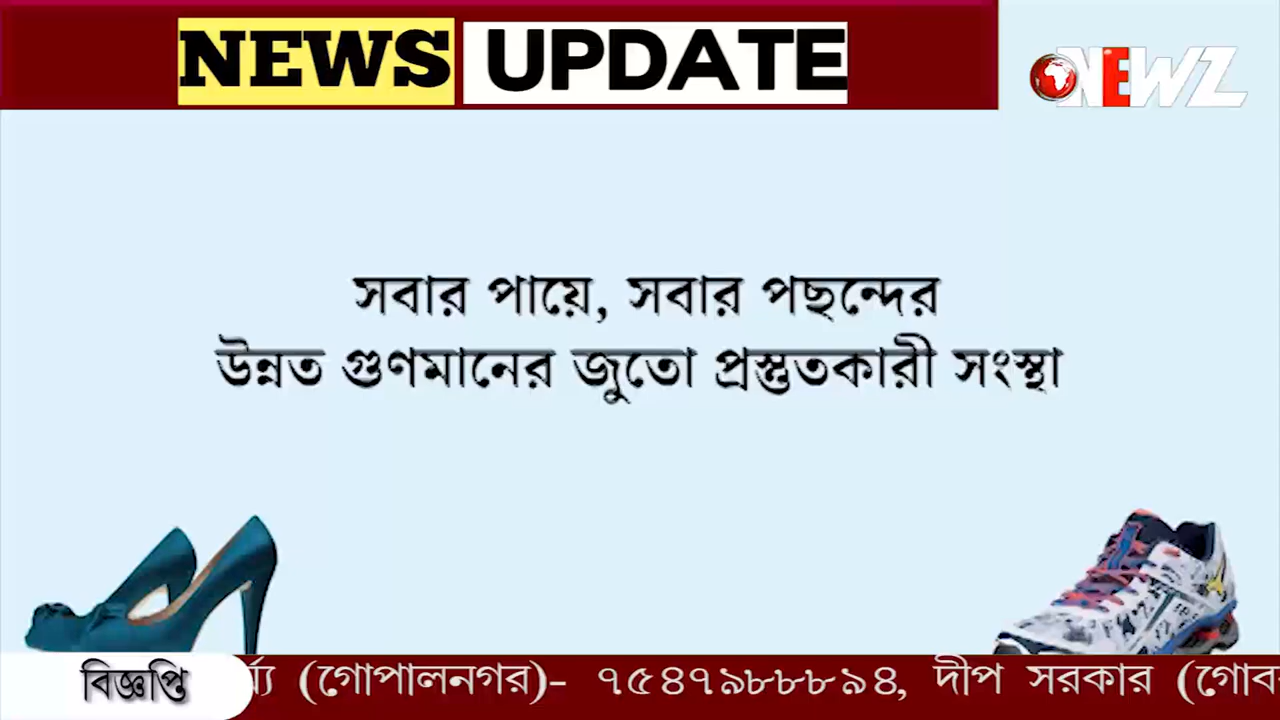 NEWS UPDATE
NEWZ
সবার পায়ে, সবার পছন্দের
উন্নত গুণমানের জুতো প্রস্তুতকারী সংস্থা
বিজ্ঞপ্তি
(গোপালনগর)- ৭৫৪৭৯৮৮৮৯৪, দীপ সরকার